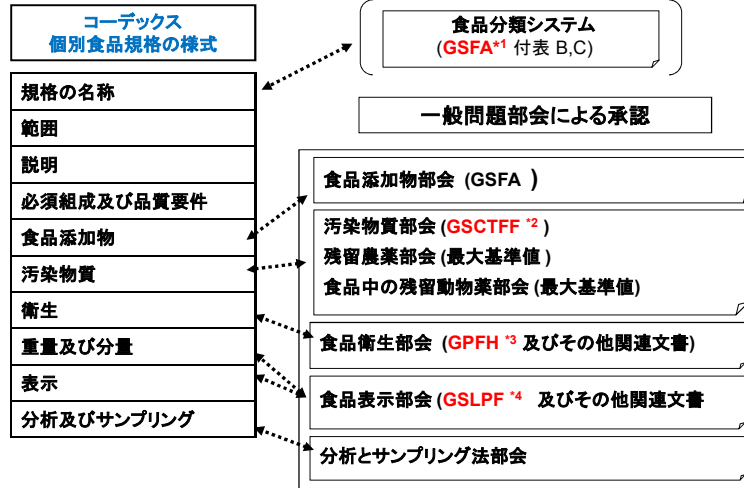 コーデックス
個別食品規格の様式
規格の名称
範囲
説明
必須組成及び品質要件
食品添加物
汚染物質
衛生
重量及び分量
表示
分析及びサンプリング
食品分類システム
(GSFA*1 付表 B,C)
一般問題部会による承認
食品添加物部会 (GSFA )
汚染物質部会 (GSCTFF *2 )
残留農薬部会 (最大基準値 )
食品中の残留動物薬部会 (最大基準値)
食品衛生部会 (GPFH *3 及びその他関連文書)
食品表示部会 (GSLPF *4 及びその他関連文書
分析とサンプリング法部会